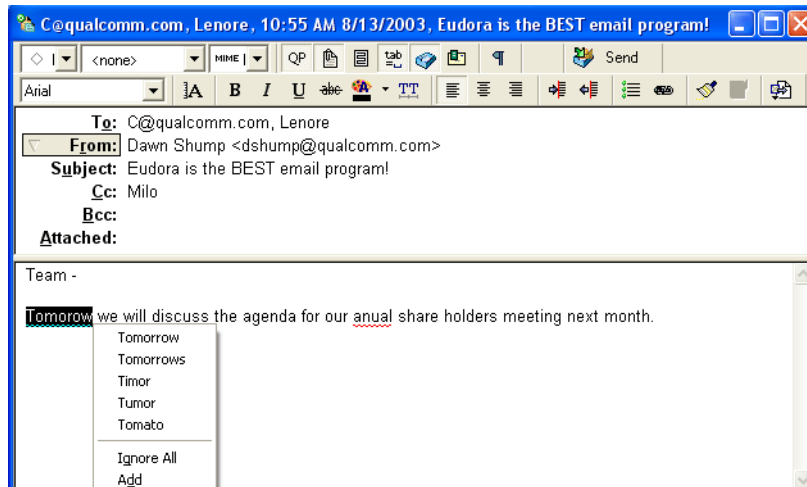 C@qualcomm.com, Lenore, 10:55 AM 8/13/2003, Eudora is the BEST email program!
<none> MIME QP tab Send
Arial A B I U abc TT
To: C@qualcomm.com, Lenore
From: Dawn Shump <dshump@qualcomm.com>
Subject: Eudora is the BEST email program!
Cc: Milo
Bcc:
Attached:
Team -
Tomorow we will discuss the agenda for our anual share holders meeting next month.
Tomorrow
Tomorrows
Timor
Tumor
Tomato
Ignore All
Add